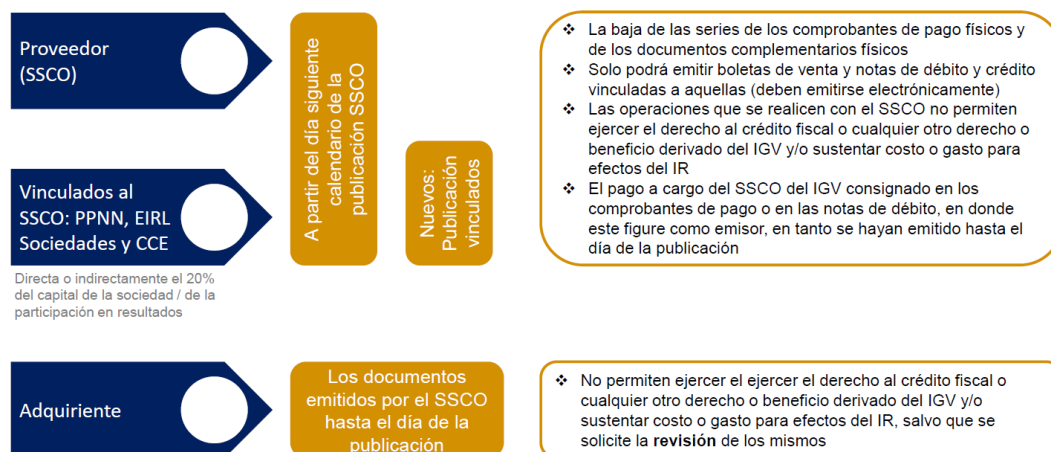 Proveedor
(SSCO)
A partir del día siguiente
calendario de la
publicación SSCO
❖ La baja de las series de los comprobantes de pago físicos y
de los documentos complementarios físicos
❖ Solo podrá emitir boletas de venta y notas de débito y crédito
vinculadas a aquellas (deben emitirse electrónicamente)
❖ Las operaciones que se realicen con el SSCO no permiten
ejercer el derecho al crédito fiscal o cualquier otro derecho o
beneficio derivado del IGV y/o sustentar costo o gasto para
efectos del IR
❖ El pago a cargo del SSCO del IGV consignado en los
comprobantes de pago o en las notas de débito, en donde
este figure como emisor, en tanto se hayan emitido hasta el
día de la publicación
Vinculados al
SSCO: PPNN, EIRL
Sociedades y CCE
Nuevos:
Publicación
vinculados
Directa o indirectamente el 20%
del capital de la sociedad / de la
participación en resultados
Adquiriente
Los documentos
emitidos por el SSCO
hasta el día de la
publicación
❖ No permiten ejercer el ejercer el derecho al crédito fiscal o
cualquier otro derecho o beneficio derivado del IGV y/o
sustentar costo o gasto para efectos del IR, salvo que se
solicite la revisión de los mismos